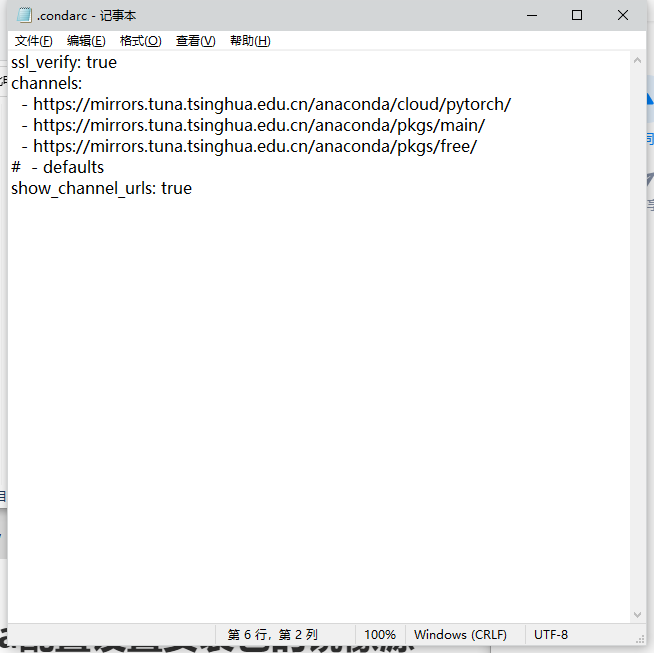 .condarc - 记事本
文件(F) 编辑(E) 格式(O) 查看(V) 帮助(H)
ssl_verify: true
channels:
  - https://mirrors.tuna.tsinghua.edu.cn/anaconda/cloud/pytorch/
  - https://mirrors.tuna.tsinghua.edu.cn/anaconda/pkgs/main/
  - https://mirrors.tuna.tsinghua.edu.cn/anaconda/pkgs/free/
#  - defaults
show_channel_urls: true
第 6 行，第 2 列 100% Windows (CRLF) UTF-8